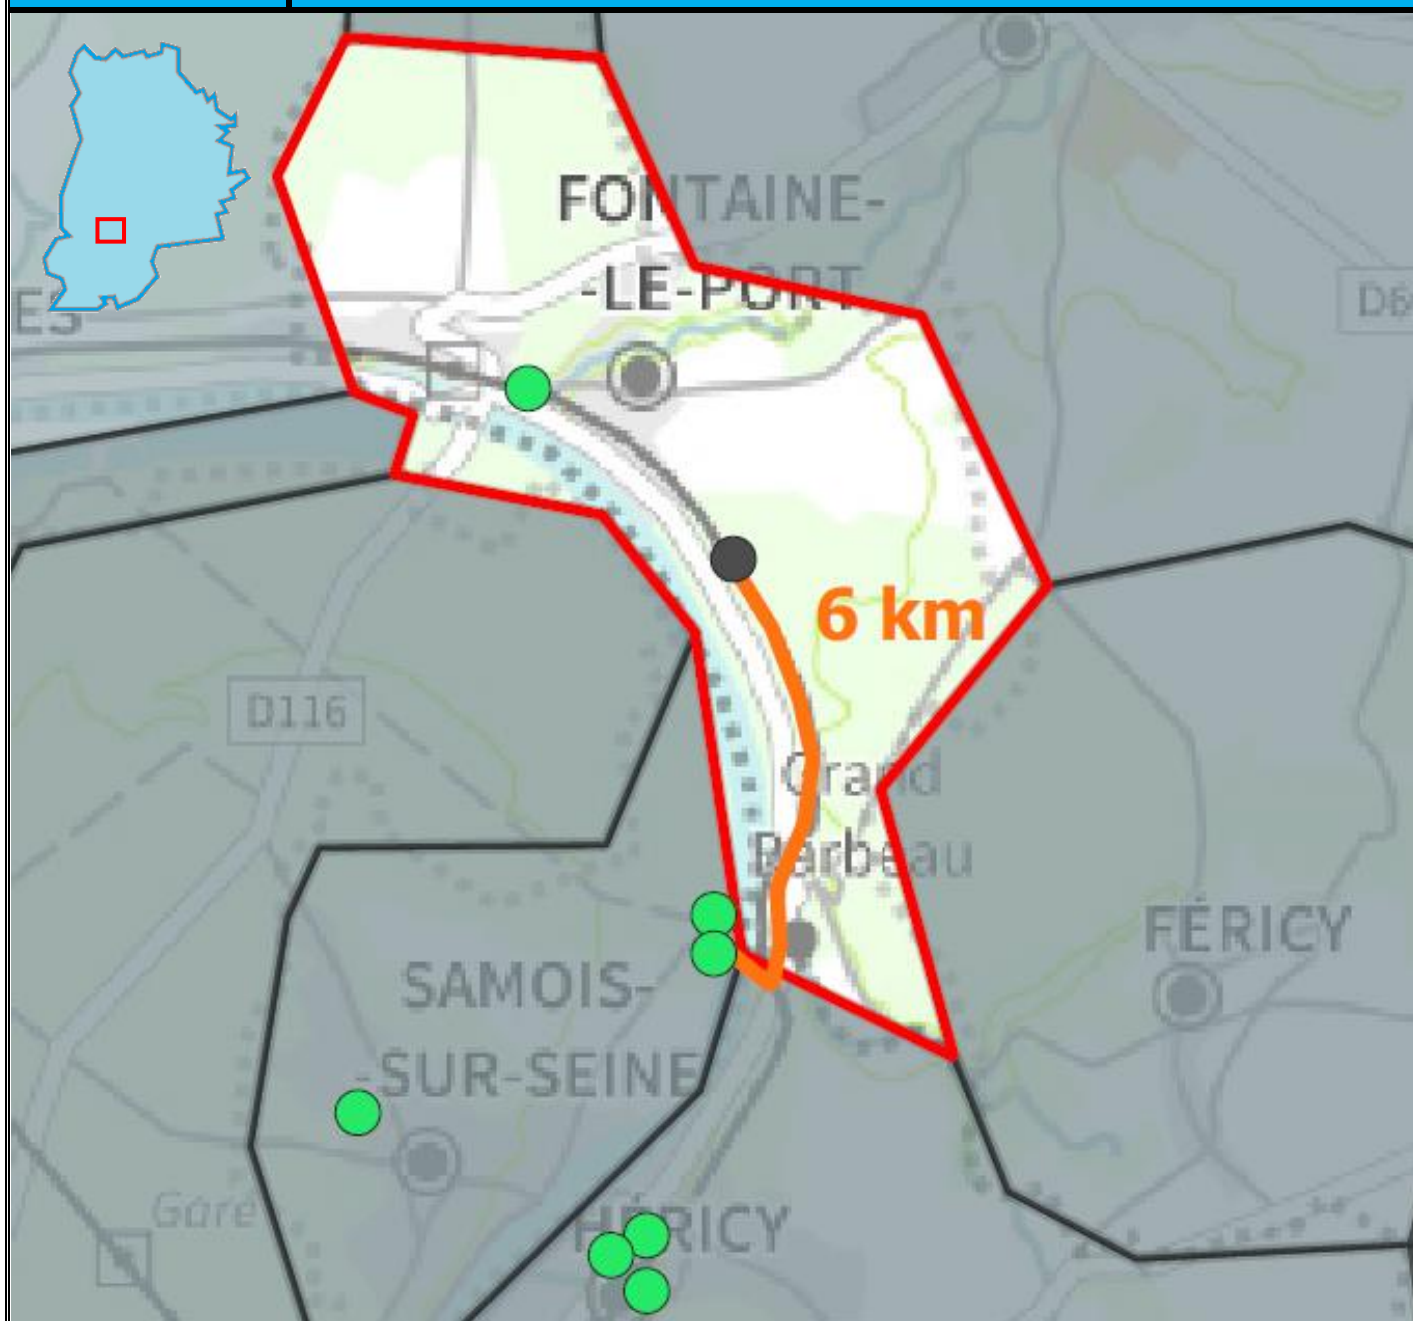 FONTAINE-
-LE-PORT
ES
D6
6 km
D116
Grand
Barbeau
FÉRICY
SAMOIS-
-SUR-SEINE
Gare
HÉRICY